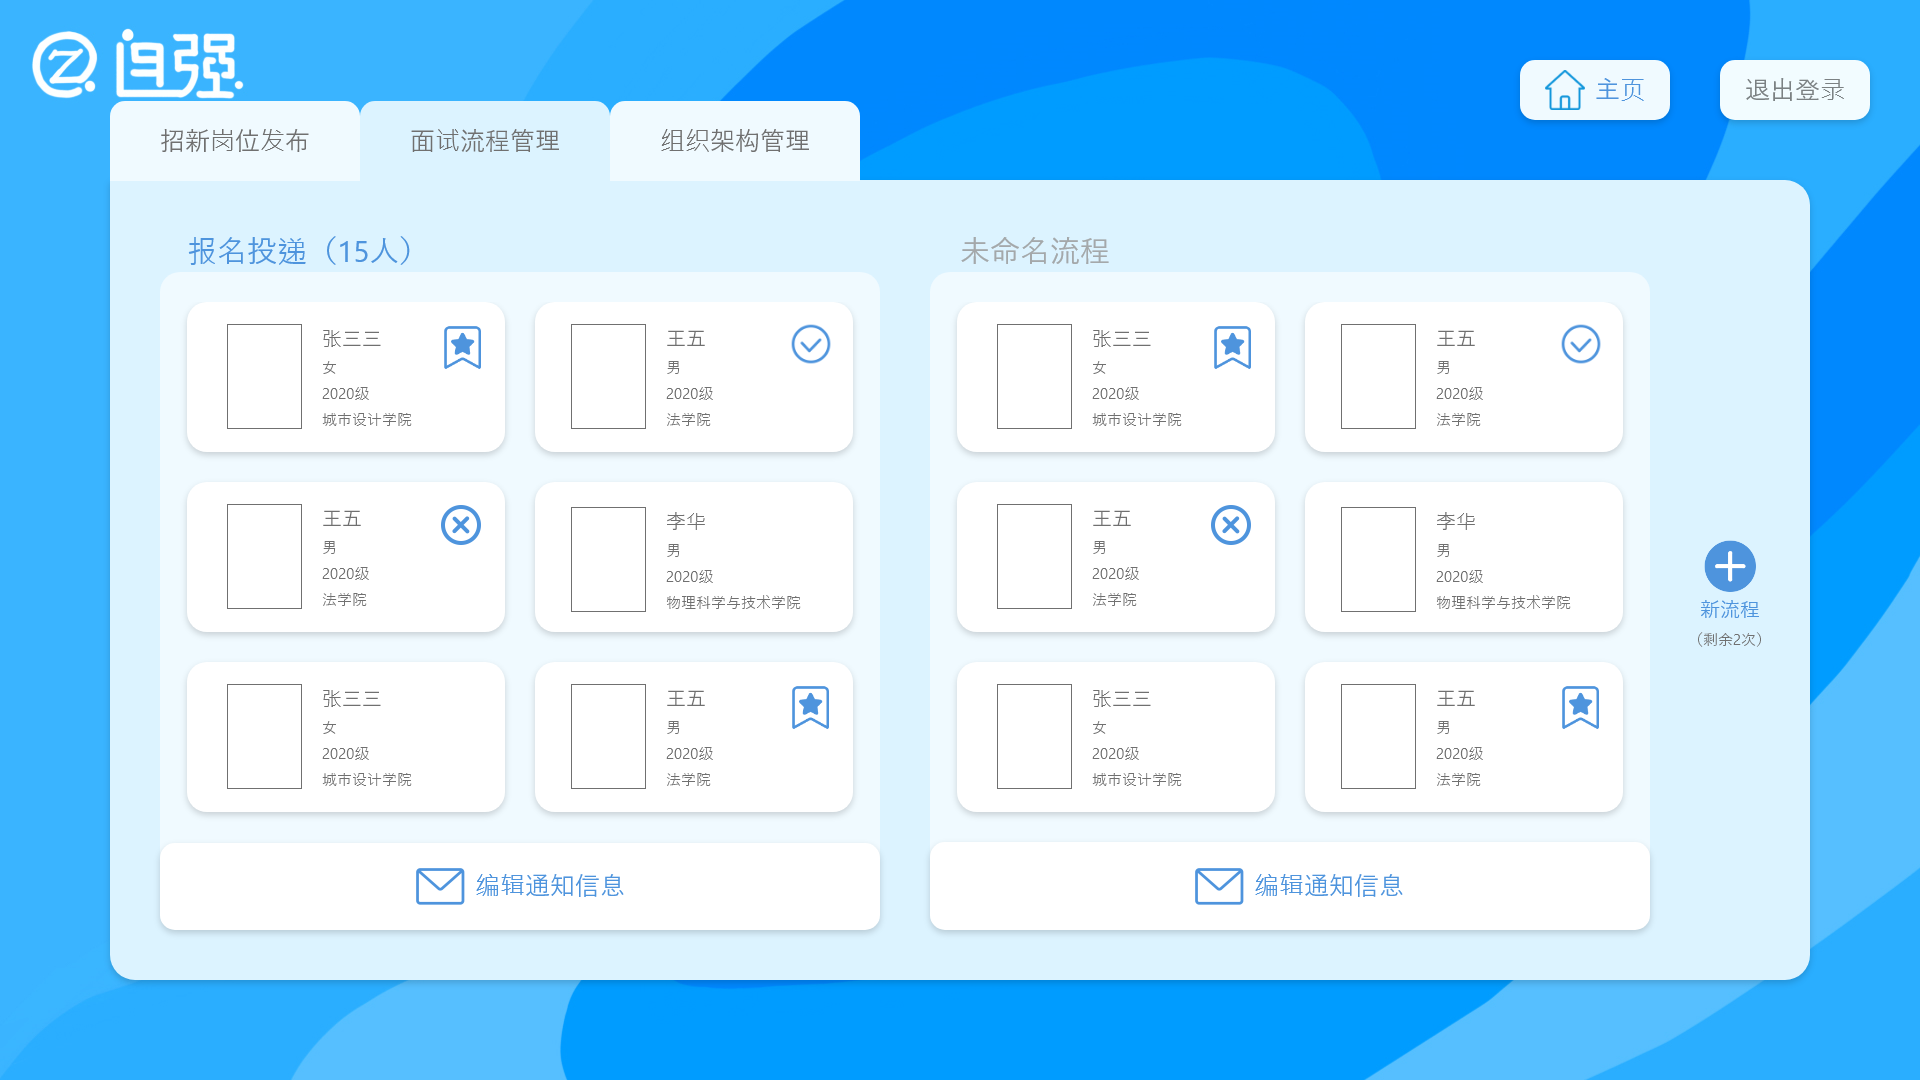 自强
主页
退出登录
招新岗位发布
面试流程管理
组织架构管理
报名投递（15人）
张三三
女
2020级
城市设计学院
王五
男
2020级
法学院
王五
男
2020级
法学院
李华
男
2020级
物理科学与技术学院
张三三
女
2020级
城市设计学院
王五
男
2020级
法学院
编辑通知信息
未命名流程
张三三
女
2020级
城市设计学院
王五
男
2020级
法学院
王五
男
2020级
法学院
李华
男
2020级
物理科学与技术学院
张三三
女
2020级
城市设计学院
王五
男
2020级
法学院
编辑通知信息
新流程
（剩余2次）